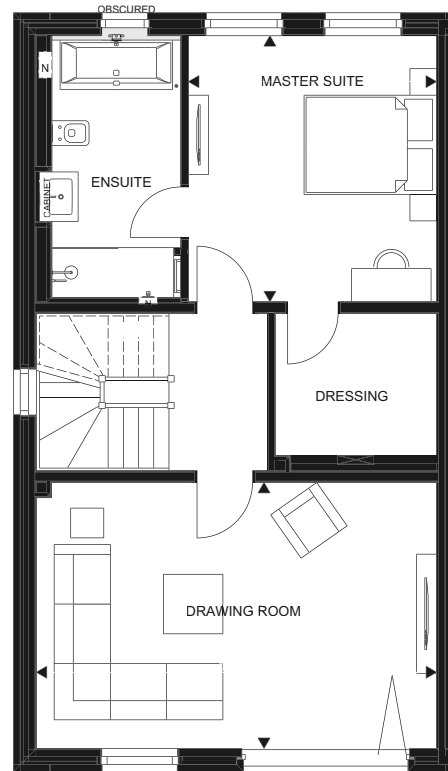 OBSCURED
N
MASTER SUITE
ENSUITE
CABINET
N
DRESSING
DRAWING ROOM